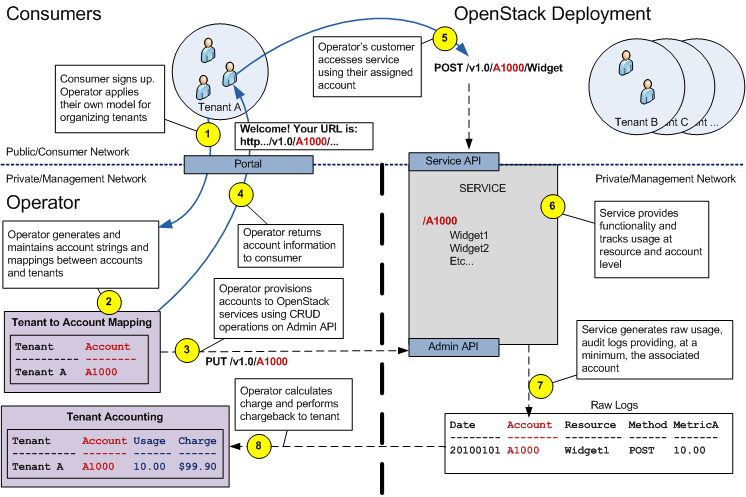 Consumers
OpenStack Deployment
Tenant A
Consumer signs up.
Operator applies
their own model for
organizing tenants
1
Welcome! Your URL is:
http.../v1.0/A1000/...
Operator's customer
accesses service
using their assigned
account
5
POST /v1.0/A1000/Widget
Tenant B
nt C
nt ...
Public/Consumer Network
Portal
Service API
Private/Management Network
Private/Management Network
Operator
Operator generates and
maintains account strings and
mappings between accounts
and tenants
2
4
Operator returns
account information
to consumer
SERVICE
/A1000
Widget1
Widget2
Etc...
6
Service provides
functionality and
tracks usage at
resource and account
level
Operator provisions
accounts to OpenStack
services using CRUD
operations on Admin API
3
PUT /v1.0/A1000
Admin API
Tenant to Account Mapping
Tenant Account
-------- --------
Tenant A A1000
Service generates raw usage,
audit logs providing, at a
minimum, the associated
account
7
Operator calculates
charge and performs
chargeback to tenant
8
Tenant Accounting
Tenant Account Usage Charge
-------- ------- ----- ------
Tenant A A1000 10.00 $99.90
Raw Logs
Date Account Resource Method MetricA
-------- ------- -------- ------ -------
20100101 A1000 Widget1 POST 10.00